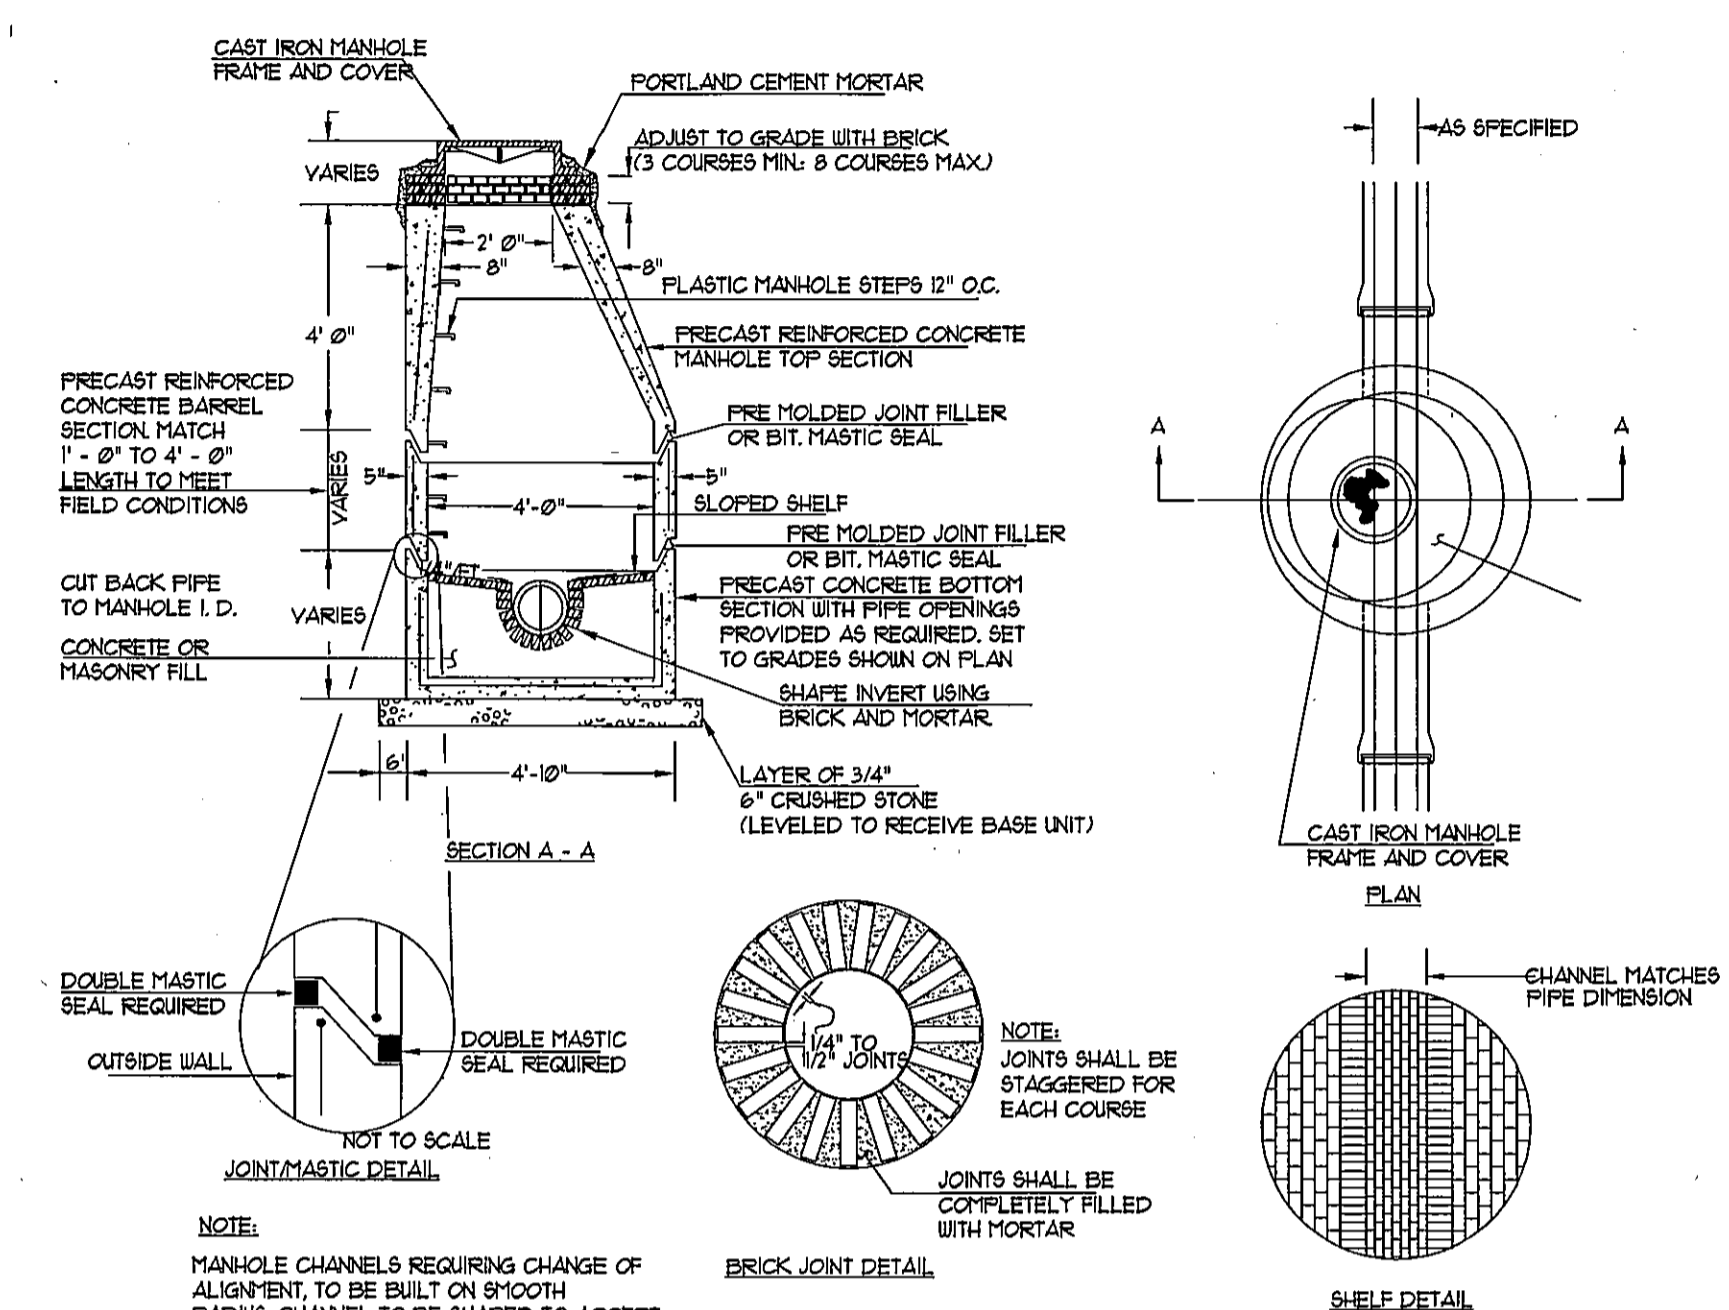 CAST IRON MANHOLE
FRAME AND COVER
PORTLAND CEMENT MORTAR
ADJUST TO GRADE WITH BRICK
(3 COURSES MIN: 8 COURSES MAX.)
VARIES
2' Ø"
8"
8"
PLASTIC MANHOLE STEPS 12" O.C.
4' Ø"
PRECAST REINFORCED CONCRETE
MANHOLE TOP SECTION
PRECAST REINFORCED
CONCRETE BARREL
SECTION. MATCH
1' - Ø" TO 4' - Ø"
LENGTH TO MEET
FIELD CONDITIONS
VARIES
PRE MOLDED JOINT FILLER
OR BIT. MASTIC SEAL
5"
5"
4'-Ø"
SLOPED SHELF
PRE MOLDED JOINT FILLER
OR BIT. MASTIC SEAL
CUT BACK PIPE
TO MANHOLE I. D.
VARIES
PRECAST CONCRETE BOTTOM
SECTION WITH PIPE OPENINGS
PROVIDED AS REQUIRED. SET
TO GRADES SHOWN ON PLAN
CONCRETE OR
MASONRY FILL
SHAPE INVERT USING
BRICK AND MORTAR
6'
4'-1Ø"
LAYER OF 3/4"
6" CRUSHED STONE
(LEVELED TO RECEIVE BASE UNIT)
SECTION A - A
AS SPECIFIED
A
A
CAST IRON MANHOLE
FRAME AND COVER
PLAN
DOUBLE MASTIC
SEAL REQUIRED
OUTSIDE WALL
DOUBLE MASTIC
SEAL REQUIRED
NOT TO SCALE
JOINT/MASTIC DETAIL
1/4" TO
1/2" JOINTS
NOTE:
JOINTS SHALL BE
STAGGERED FOR
EACH COURSE
JOINTS SHALL BE
COMPLETELY FILLED
WITH MORTAR
BRICK JOINT DETAIL
CHANNEL MATCHES
PIPE DIMENSION
SHELF DETAIL
NOTE:
MANHOLE CHANNELS REQUIRING CHANGE OF
ALIGNMENT, TO BE BUILT ON SMOOTH